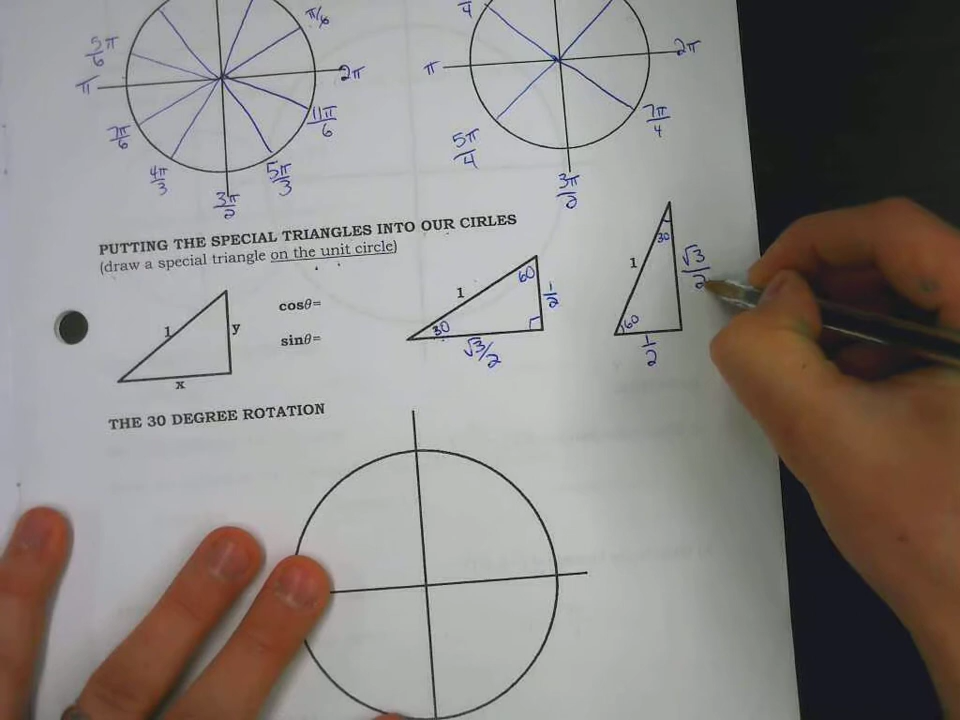 π/6
5π/6
π
2π
7π/6
11π/6
4π/3
5π/3
3π/2
4
π
2π
7π/4
5π/4
3π/2
PUTTING THE SPECIAL TRIANGLES INTO OUR CIRLES
(draw a special triangle on the unit circle)
1
y
x
cosθ=
sinθ=
1
60
30
1/2
√3/2
1
30
60
√3/2
1/2
THE 30 DEGREE ROTATION